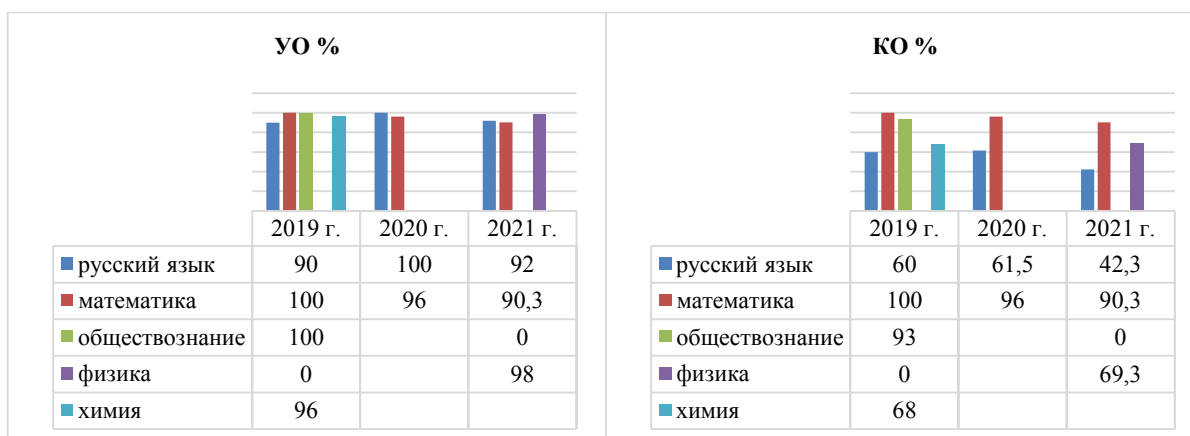 УО %
2019 г. 2020 г. 2021 г.
русский язык 90 100 92
математика 100 96 90,3
обществознание 100 0
физика 0 98
химия 96
КО %
2019 г. 2020 г. 2021 г.
русский язык 60 61,5 42,3
математика 100 96 90,3
обществознание 93 0
физика 0 69,3
химия 68